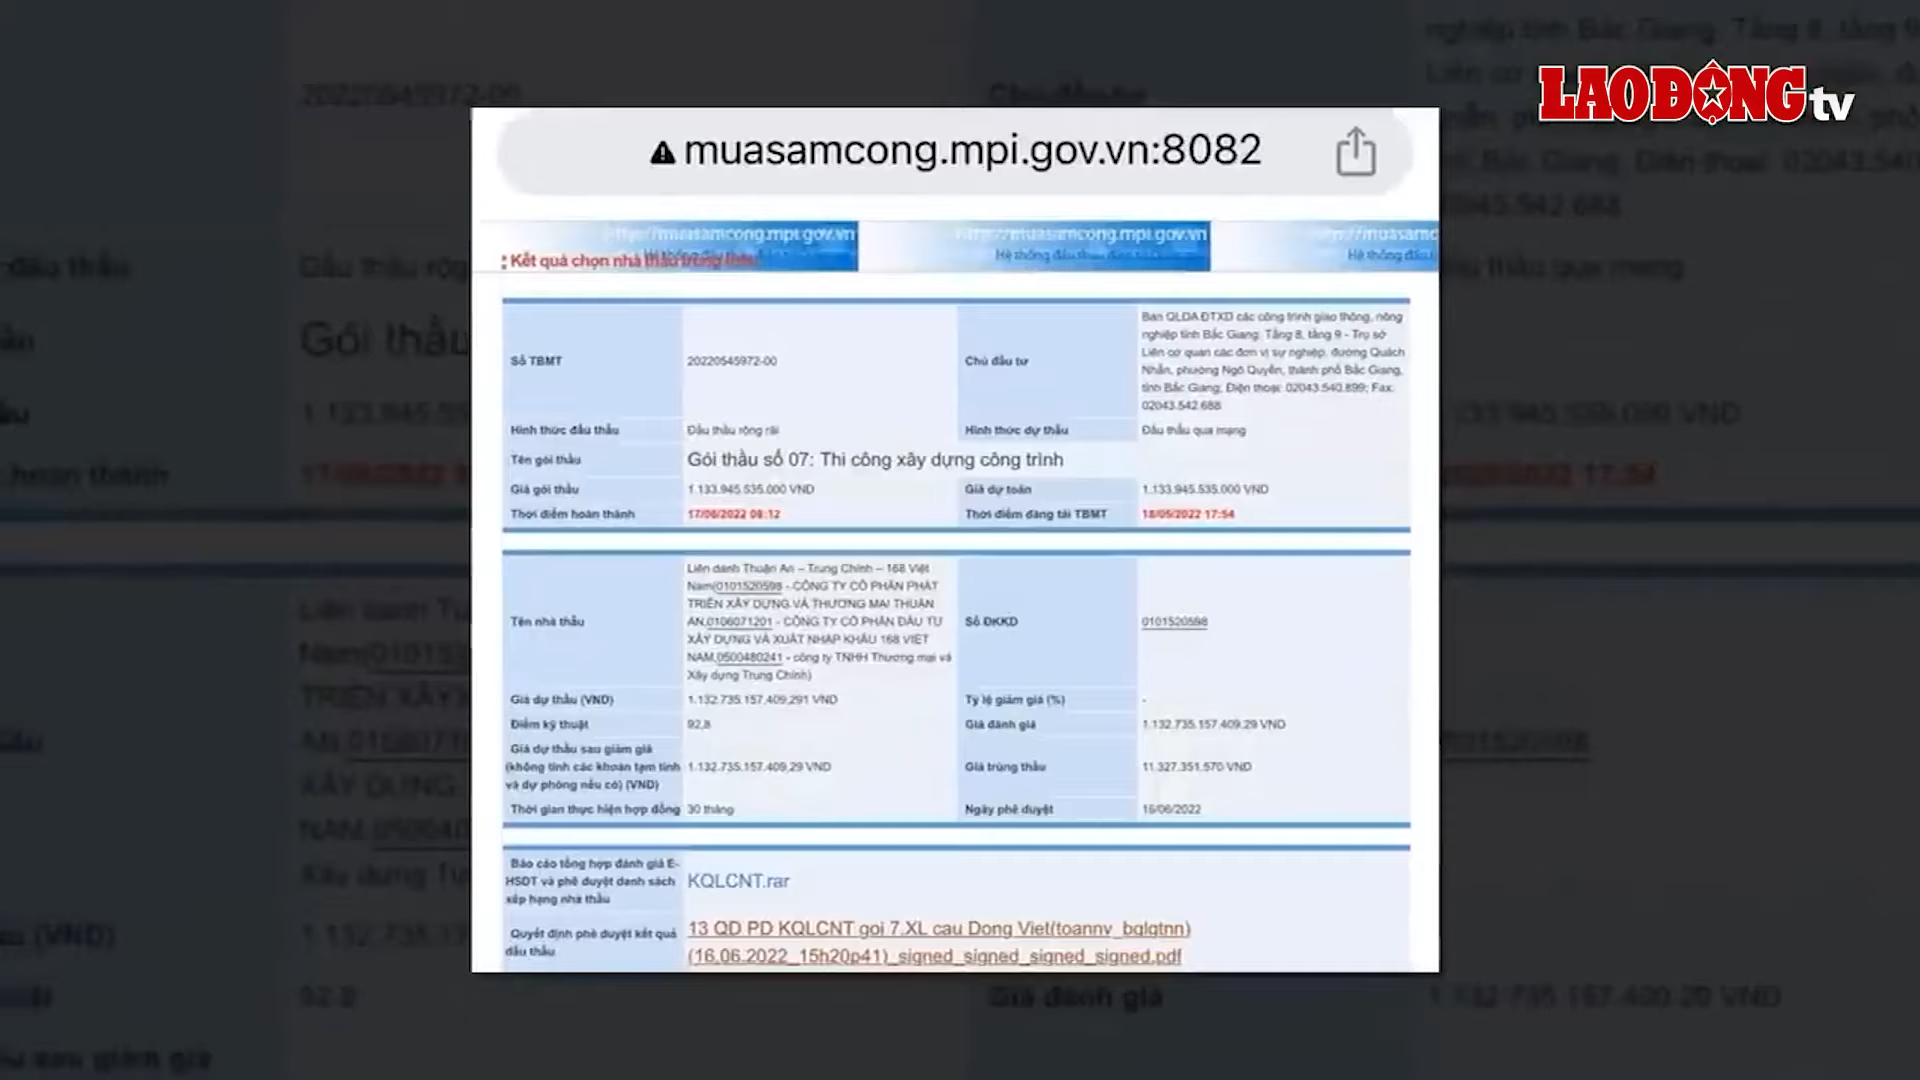 LAO ĐỘNG tv
muasamcong.mpi.gov.vn:8082
http://muasamcong.mpi.gov.vn
http://muasamcong.mpi.gov.vn
Kết quả chọn nhà thầu
Số TBMT
20220545972-00
Chủ đầu tư
Ban QLDA ĐTXD các công trình giao thông, nông
nghiệp tỉnh Bắc Giang. Tầng 8, tầng 9 - Trụ sở
Liên cơ quan các đơn vị sự nghiệp, đường Quách
Nhẫn, phường Ngô Quyền, thành phố Bắc Giang,
tỉnh Bắc Giang; Điện thoại: 02043.540.899; Fax:
02043.542.688
Hình thức đấu thầu
Đấu thầu rộng rãi
Hình thức dự thầu
Đấu thầu qua mạng
Tên gói thầu
Gói thầu số 07: Thi công xây dựng công trình
Giá gói thầu
1.133.945.535.000 VND
Giá dự toán
1.133.945.535.000 VND
Thời điểm hoàn thành
17/06/2022 08:12
Thời điểm đăng tải TBMT
18/05/2022 17:54
Tên nhà thầu
Liên danh Thuận An – Trung Chính – 168 Việt
Nam(0101520598 - CÔNG TY CỔ PHẦN PHÁT
TRIỂN XÂY DỰNG VÀ THƯƠNG MẠI THUẬN
AN,0106071201 - CÔNG TY CỔ PHẦN ĐẦU TƯ
XÂY DỰNG VÀ XUẤT NHẬP KHẨU 168 VIỆT
NAM,0500480241 - công ty TNHH Thương mại và
Xây dựng Trung Chính)
Số ĐKKD
0101520598
Giá dự thầu (VND)
1.132.735.157.409,291 VND
Tỷ lệ giảm giá (%)
-
Điểm kỹ thuật
92,8
Giá đánh giá
1.132.735.157.409.29 VND
Giá dự thầu sau giảm giá
(không tính các khoản tạm tính
và dự phòng nếu có) (VND)
1.132.735.157.409,29 VND
Giá trúng thầu
11.327.351.570 VND
Thời gian thực hiện hợp đồng
30 tháng
Ngày phê duyệt
16/06/2022
Báo cáo tổng hợp đánh giá E-
HSDT và phê duyệt danh sách
xếp hạng nhà thầu
KQLCNT.rar
Quyết định phê duyệt kết quả
đấu thầu
13 QD PD KQLCNT goi 7.XL cau Dong Viet(toannv_bqlgtnn)
(16.06.2022_15h20p41)_signed_signed_signed_signed.pdf